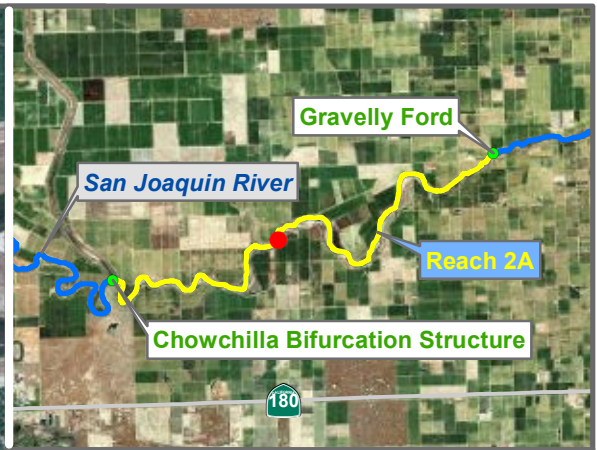 Gravelly Ford
San Joaquin River
Reach 2A
Chowchilla Bifurcation Structure
180